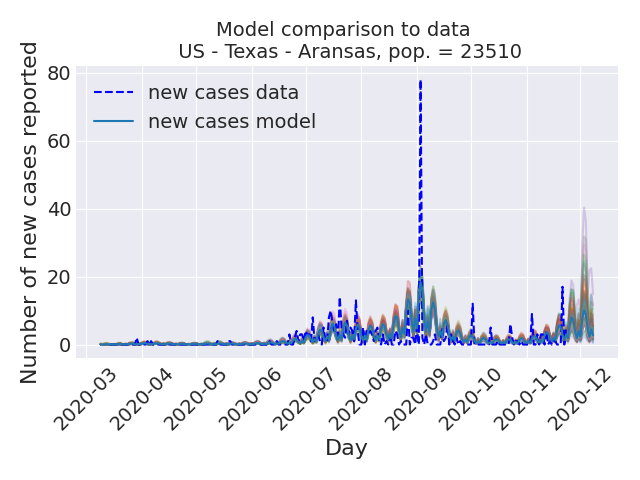 Model comparison to data
US - Texas - Aransas, pop. = 23510
Number of new cases reported
80
60
40
20
0
new cases data
new cases model
2020-03
2020-04
2020-05
2020-06
2020-07
2020-08
2020-09
2020-10
2020-11
2020-12
Day